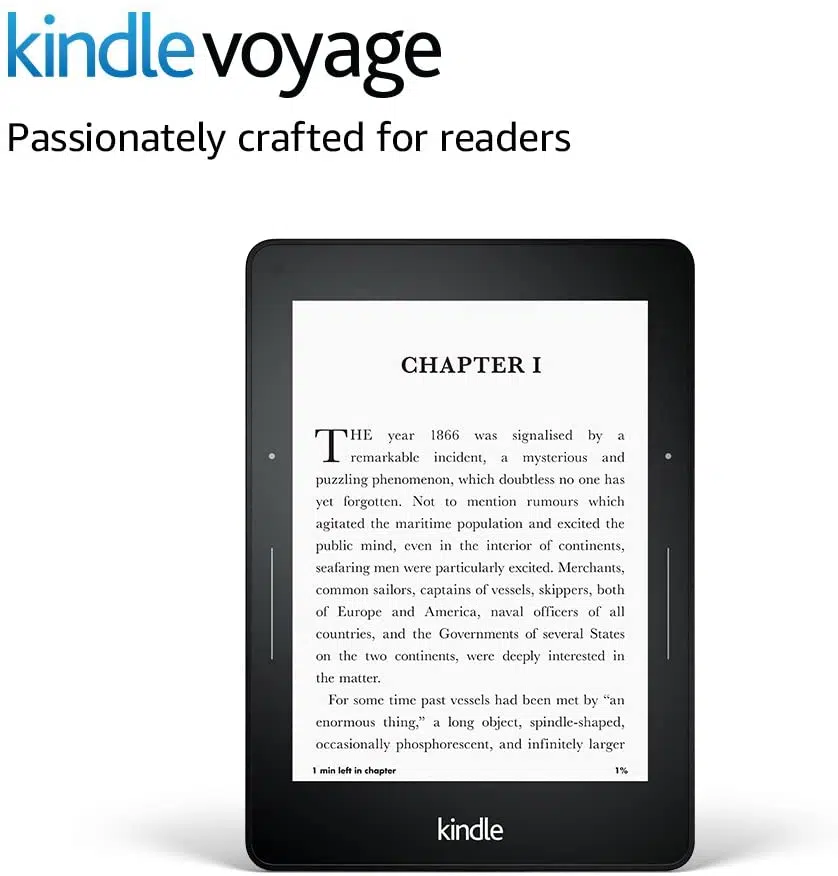 kindle voyage
Passionately crafted for readers
CHAPTER I
THE year 1866 was signalised by a
remarkable incident, a mysterious and
puzzling phenomenon, which doubtless no one has
yet forgotten. Not to mention rumours which
agitated the maritime population and excited the
public mind, even in the interior of continents,
seafaring men were particularly excited. Merchants,
common sailors, captains of vessels, skippers, both
of Europe and America, naval officers of all
countries, and the Governments of several States
on the two continents, were deeply interested in
the matter.
For some time past vessels had been met by “an
enormous thing,” a long object, spindle-shaped,
occasionally phosphorescent, and infinitely larger
1 min left in chapter 1%
kindle